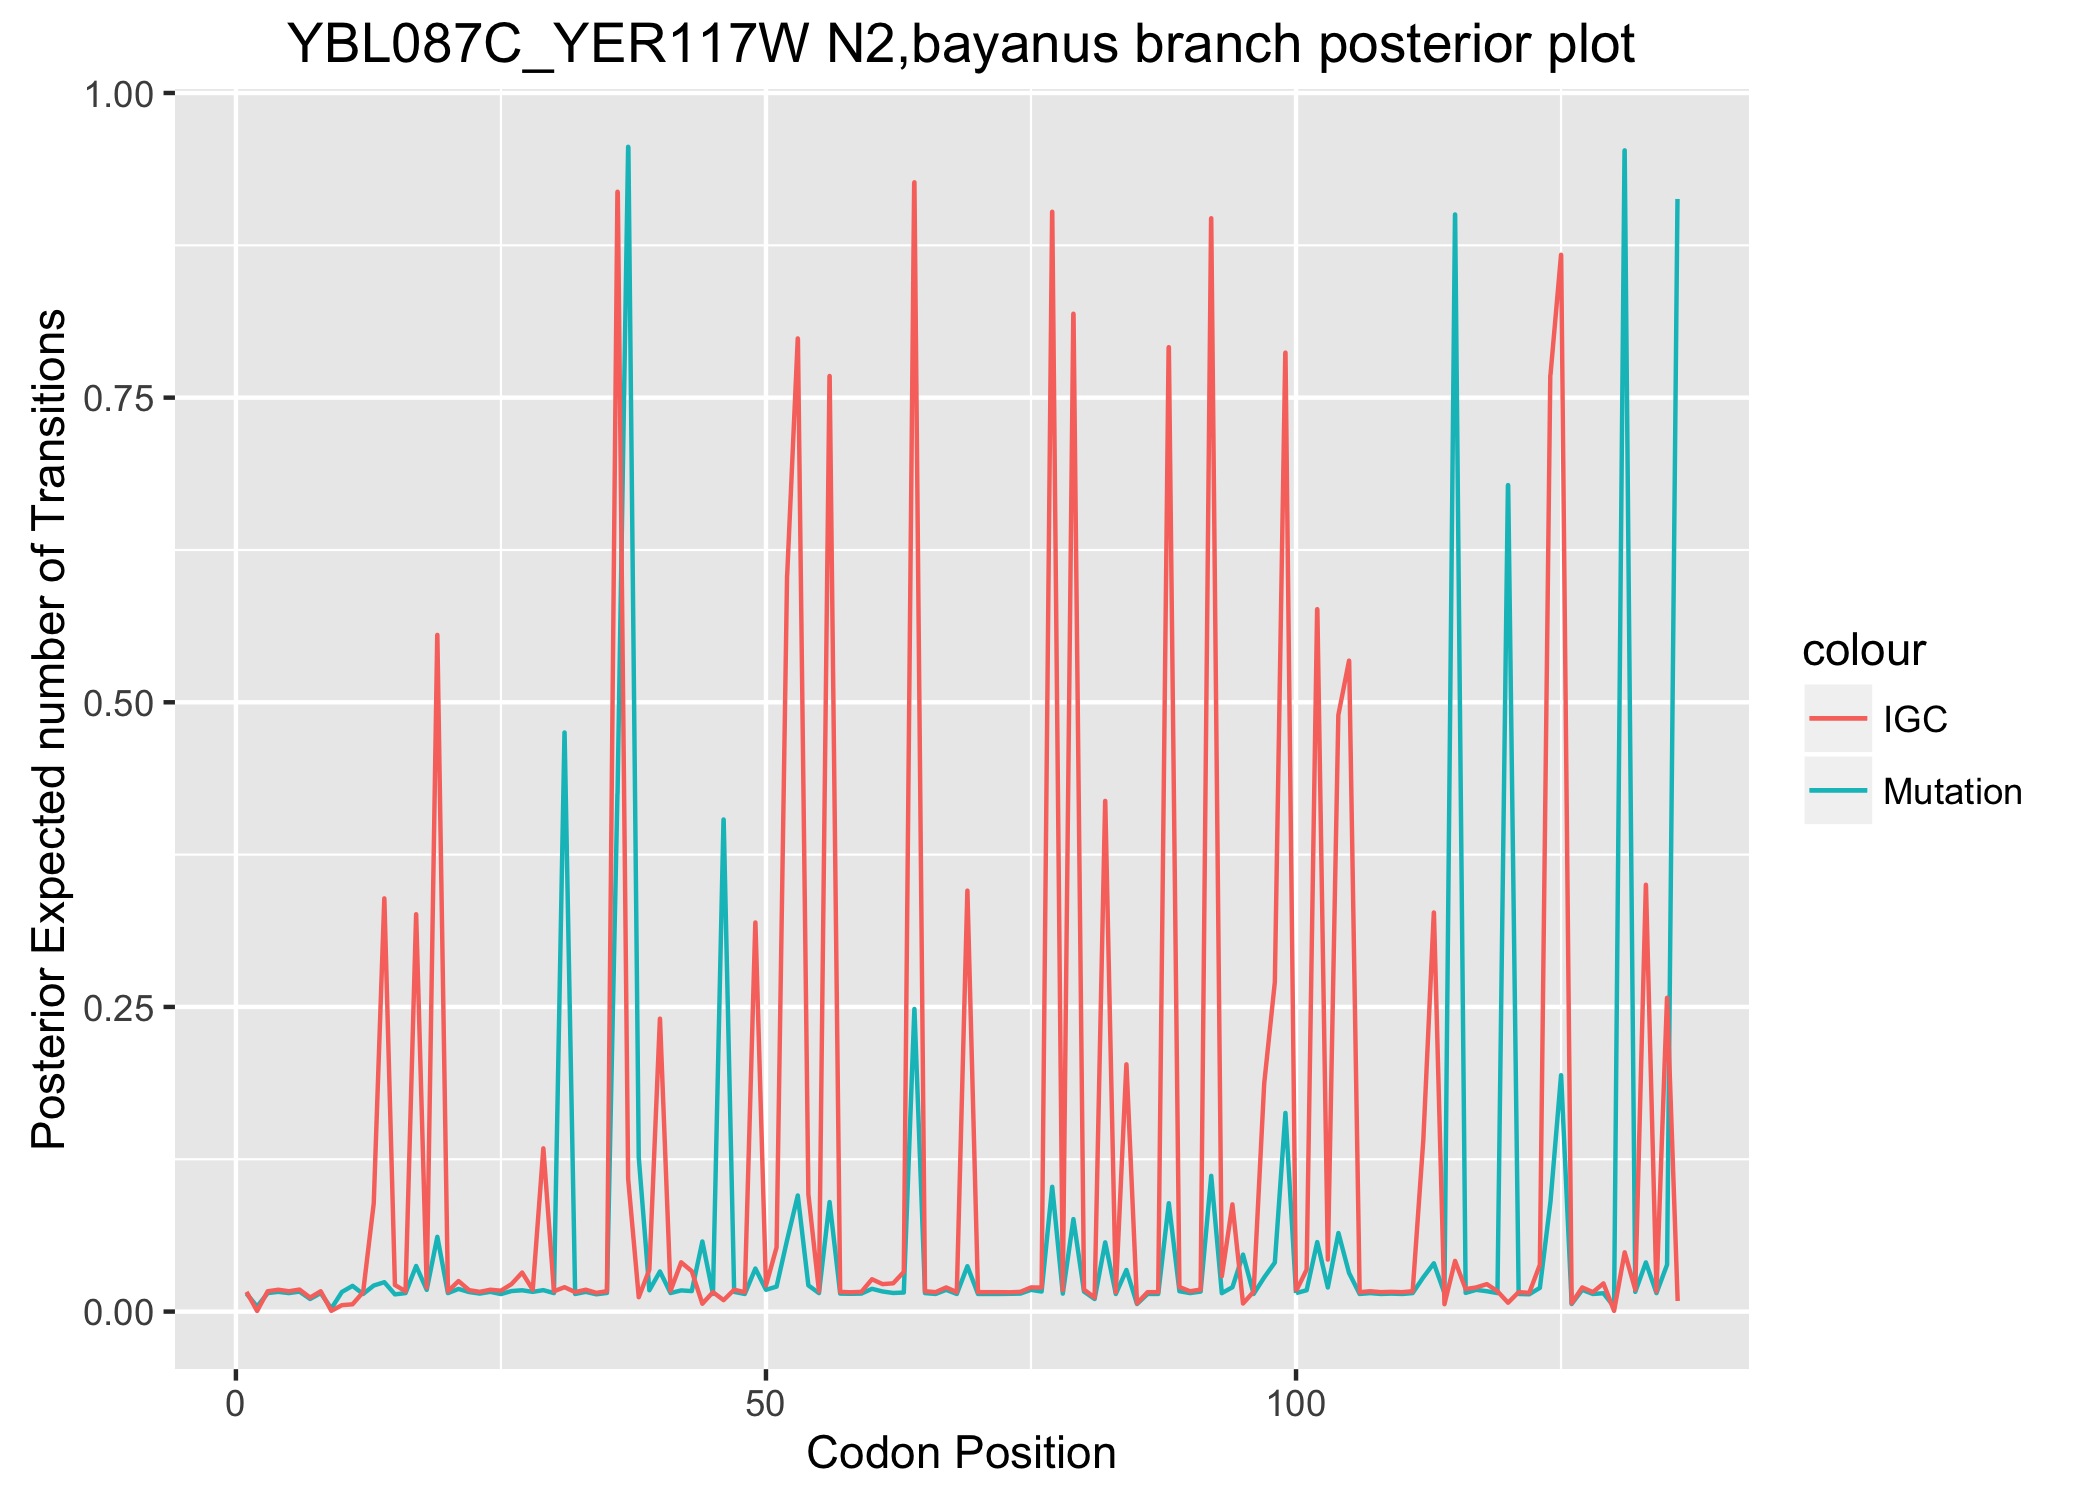 YBL087C_YER117W N2,bayanus branch posterior plot
Posterior Expected number of Transitions
1.00
0.75
0.50
0.25
0.00
0
50
100
Codon Position
colour
IGC
Mutation